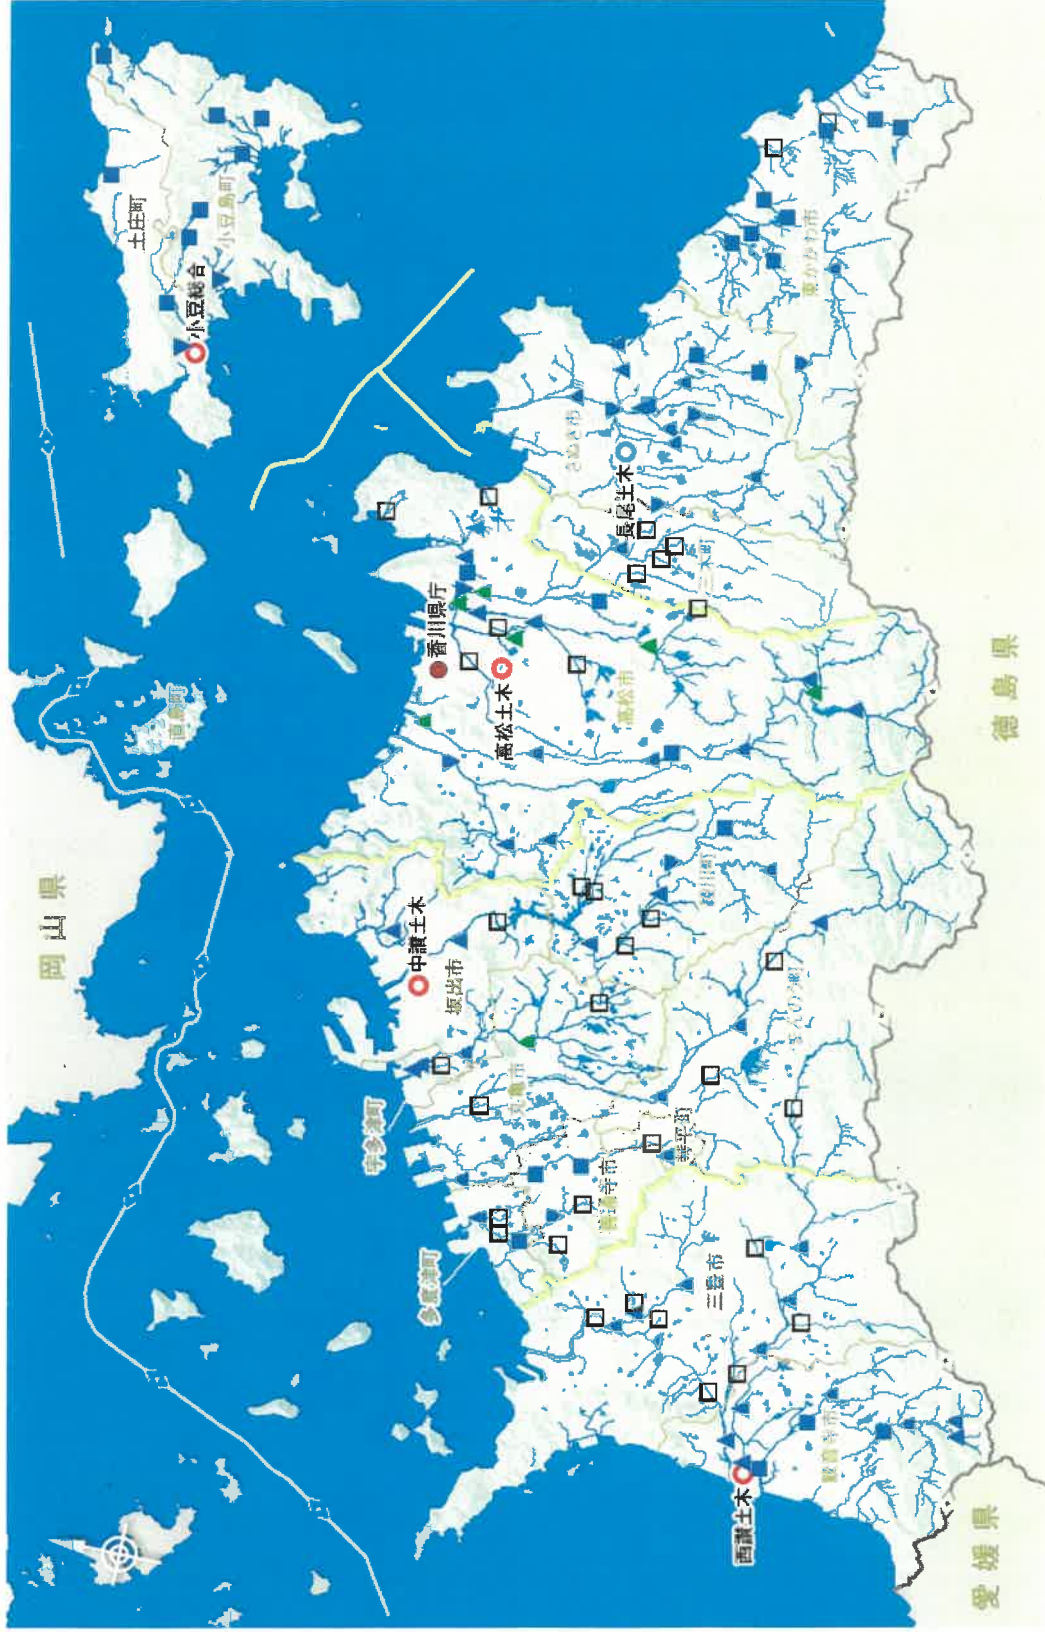 岡山県
土庄町
小豆島町
小豆総合
直島町
香川県庁
高松土木
高松市
さぬき市
長尾土木
三木町
東かがわ市
徳島県
中讃土木
坂出市
宇多津町
丸亀市
綾川町
まんのう町
琴平町
善通寺市
多度津町
三豊市
観音寺市
西讃土木
愛媛県